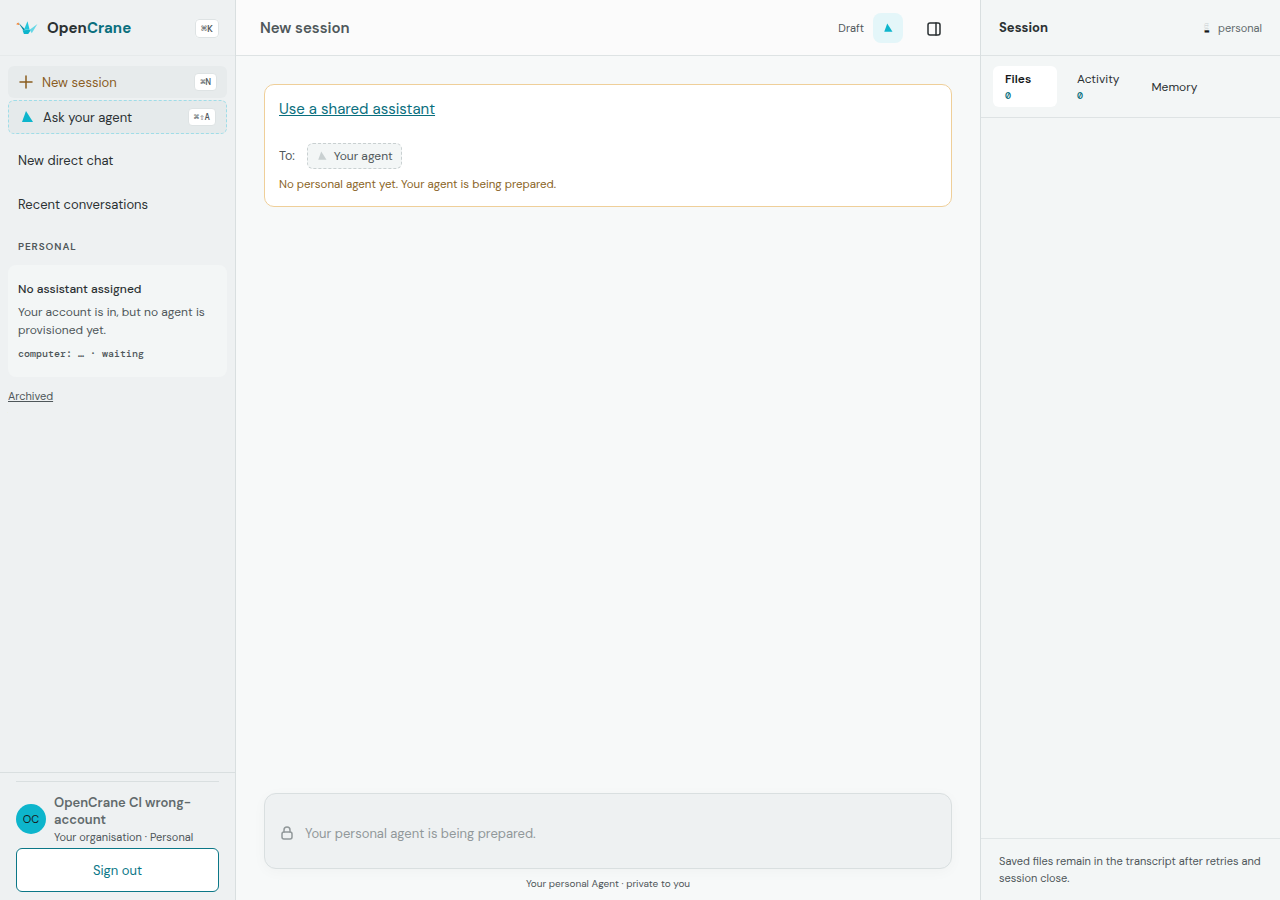 OpenCrane
⌘K
New session
⌘N
Ask your agent
⌘⇧A
New direct chat
Recent conversations
PERSONAL
No assistant assigned
Your account is in, but no agent is
provisioned yet.
computer: … · waiting
Archived
OC
OpenCrane CI wrong-
account
Your organisation · Personal
Sign out
New session
Draft
Use a shared assistant
To:
Your agent
No personal agent yet. Your agent is being prepared.
Your personal agent is being prepared.
Your personal Agent · private to you
Session
personal
Files
0
Activity
0
Memory
Saved files remain in the transcript after retries and
session close.